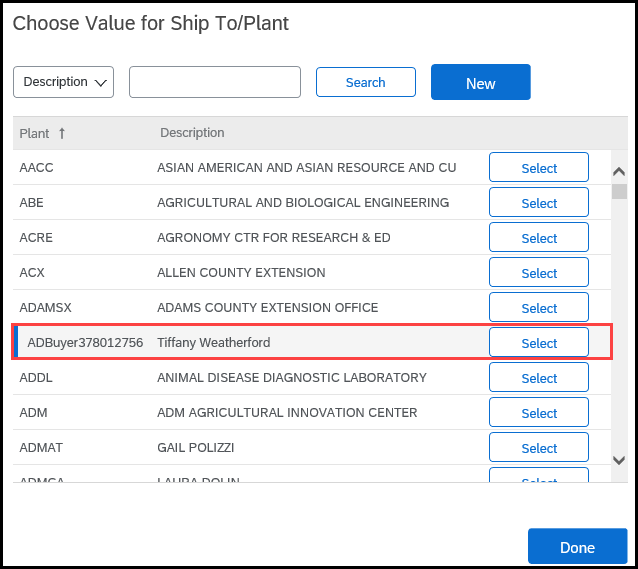 Choose Value for Ship To/Plant
Description Search New
Plant ↑ Description
AACC ASIAN AMERICAN AND ASIAN RESOURCE AND CU Select
ABE AGRICULTURAL AND BIOLOGICAL ENGINEERING Select
ACRE AGRONOMY CTR FOR RESEARCH & ED Select
ACX ALLEN COUNTY EXTENSION Select
ADAMSX ADAMS COUNTY EXTENSION OFFICE Select
ADBuyer378012756 Tiffany Weatherford Select
ADDL ANIMAL DISEASE DIAGNOSTIC LABORATORY Select
ADM ADM AGRICULTURAL INNOVATION CENTER Select
ADMAT GAIL POLIZZI Select
LAURA Select
Done